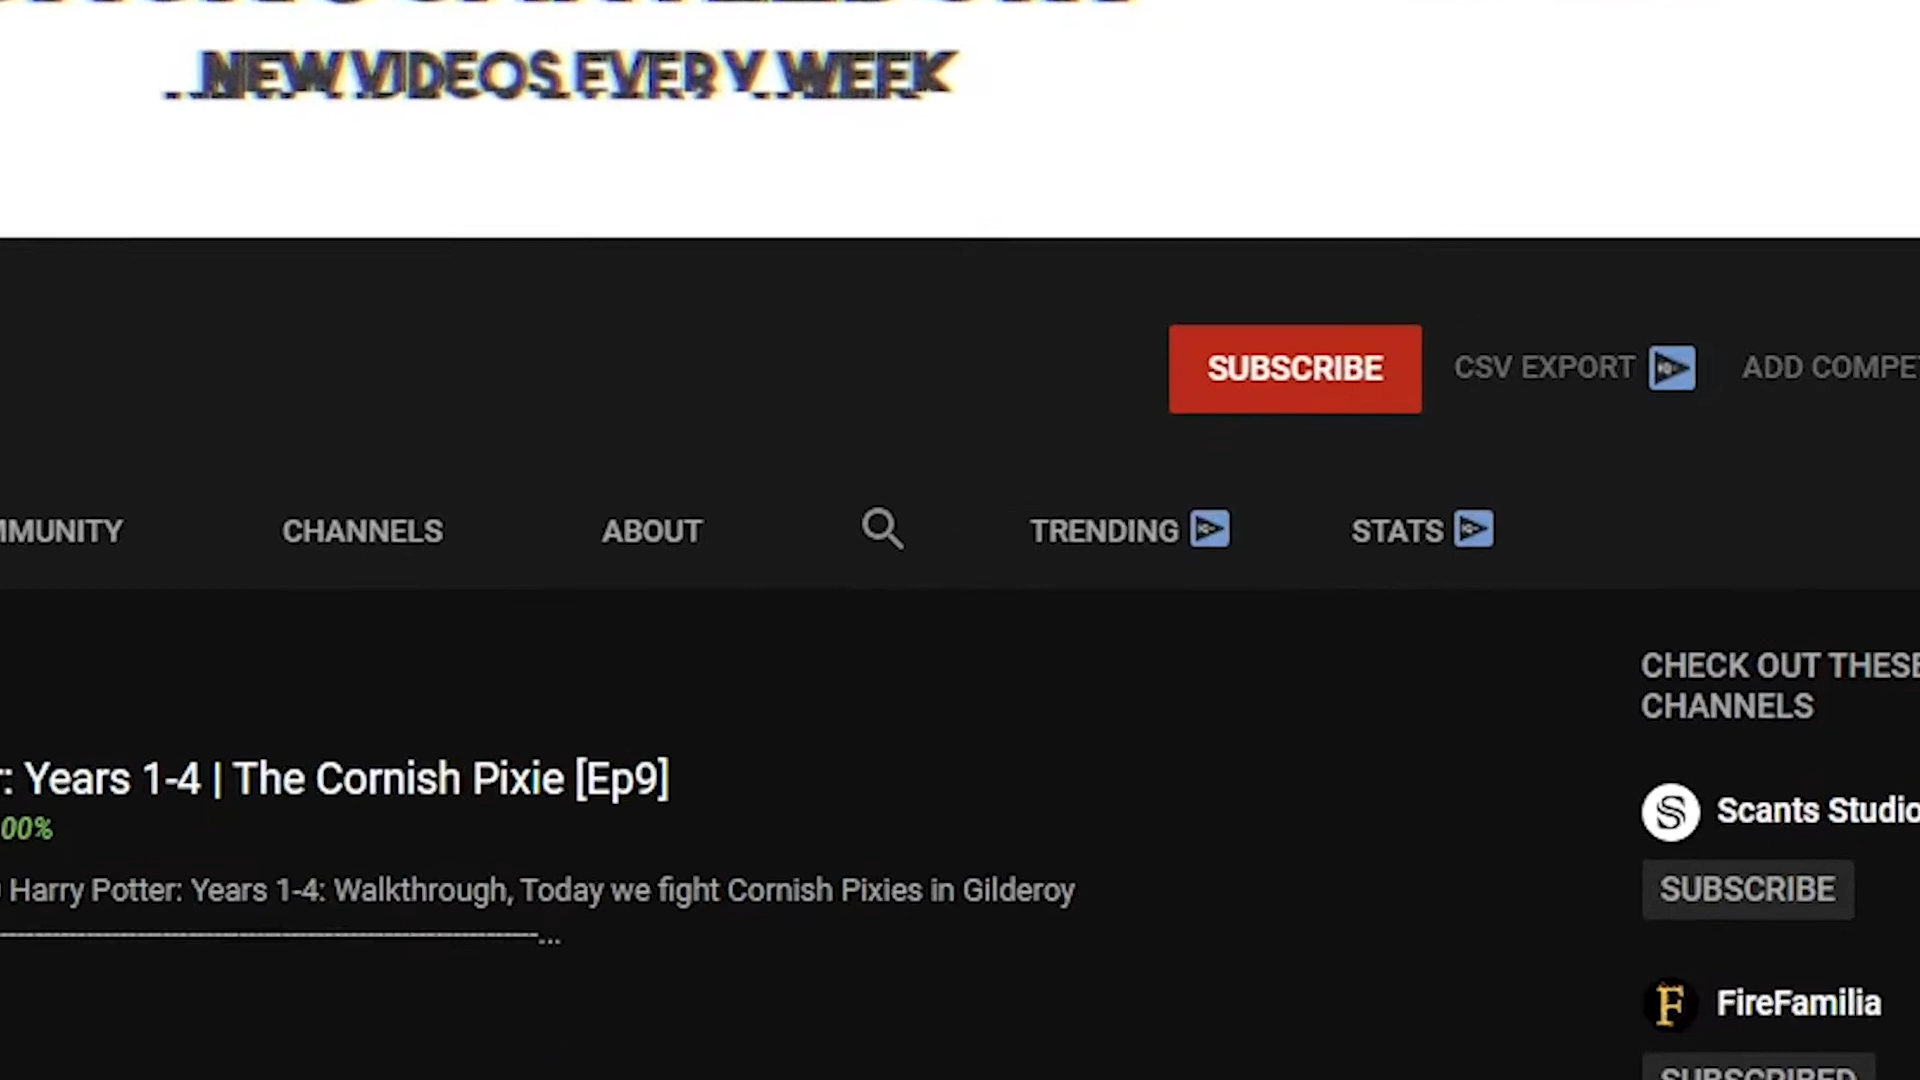 NEW VIDEOS EVERY WEEK
SUBSCRIBE
CSV EXPORT
ADD COMPE
MMUNITY
CHANNELS
ABOUT
TRENDING
STATS
CHECK OUT THESE
CHANNELS
r: Years 1-4 | The Cornish Pixie [Ep9]
00%
Scants Studio
Harry Potter: Years 1-4: Walkthrough, Today we fight Cornish Pixies in Gilderoy
...
SUBSCRIBE
FireFamilia
SUBSCRIBED